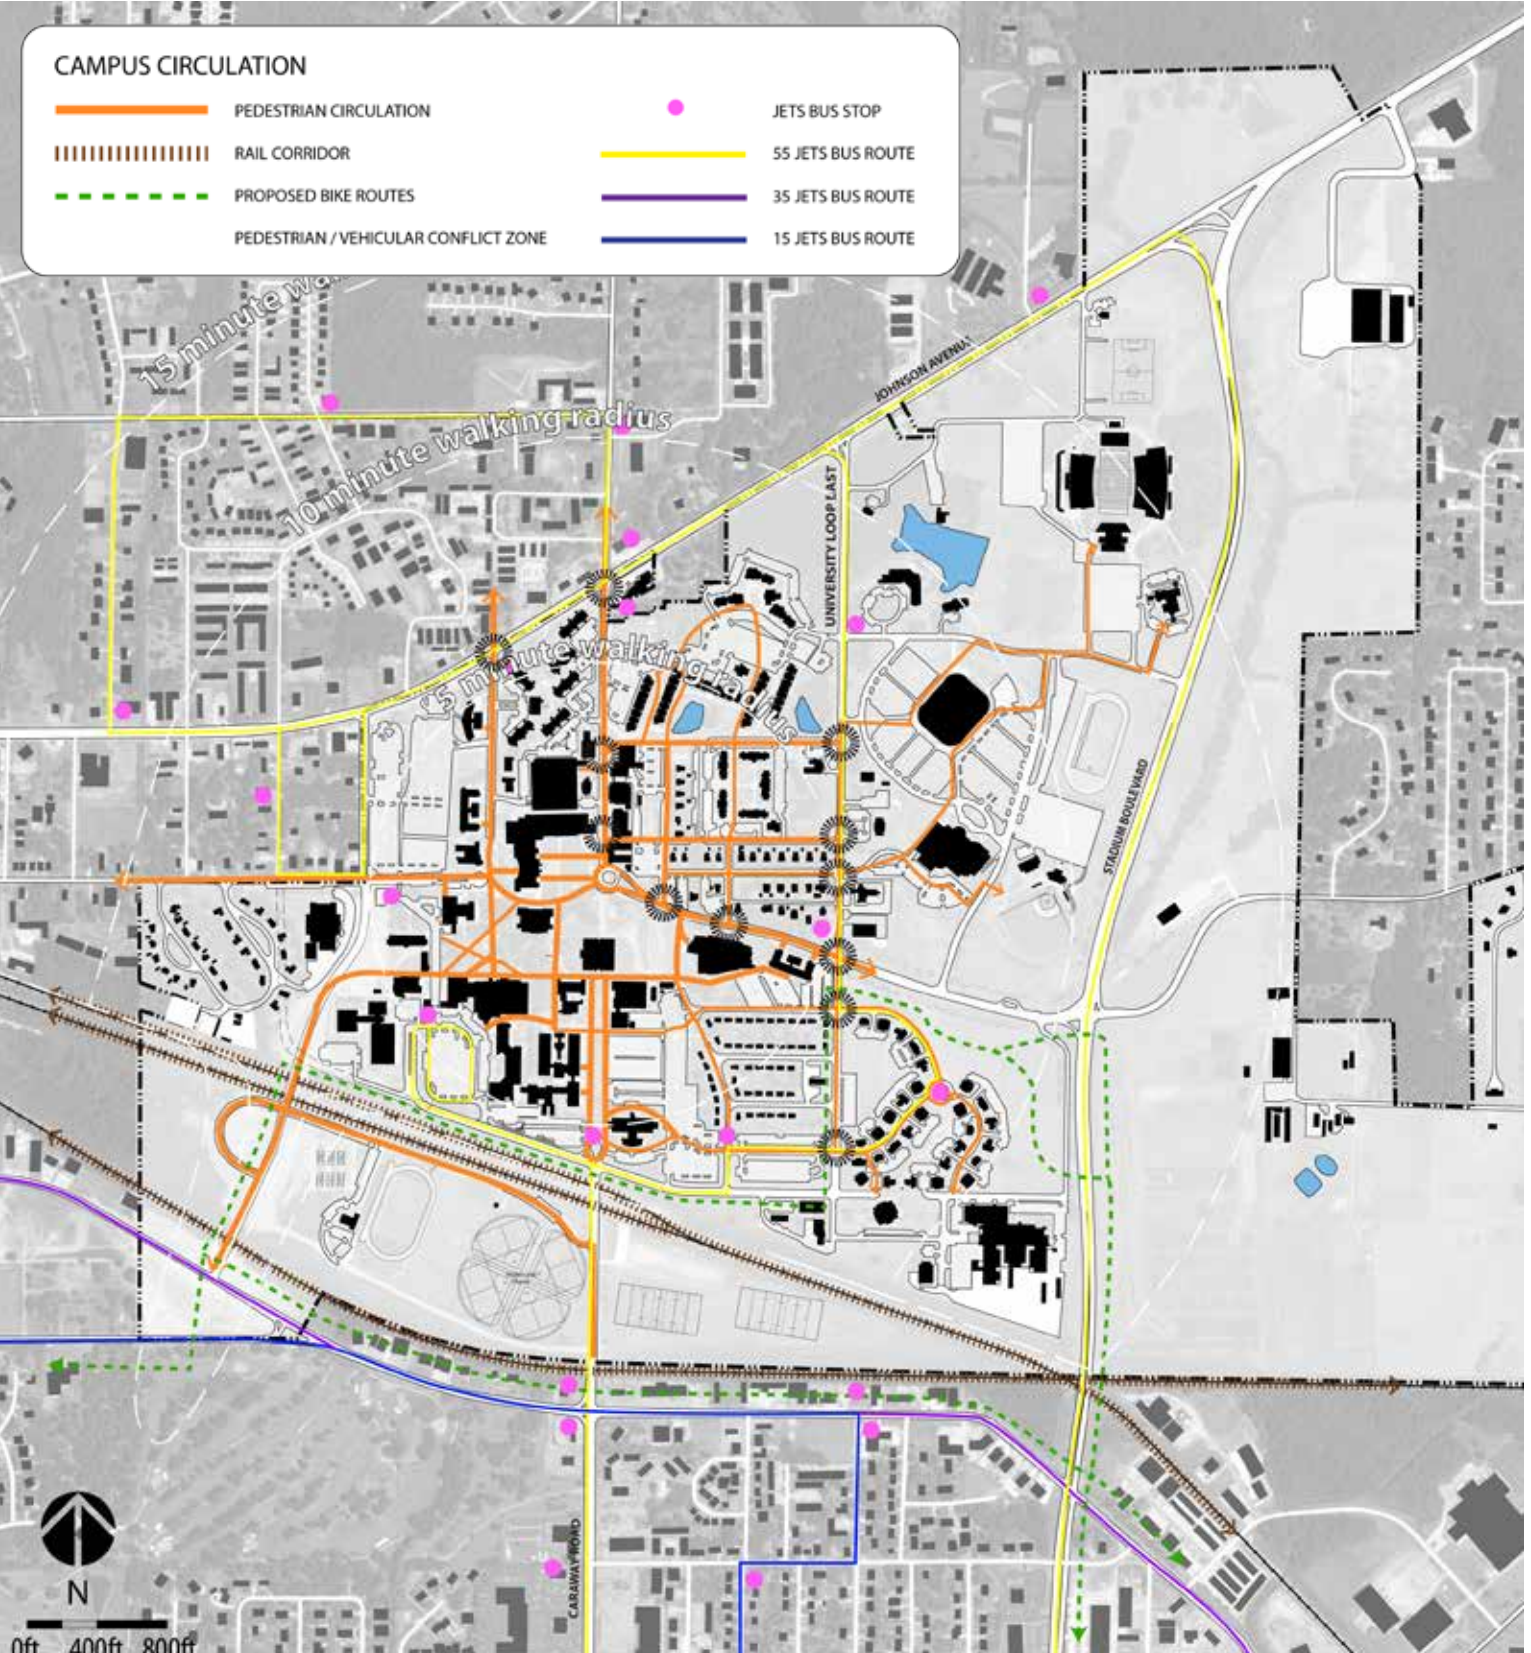 CAMPUS CIRCULATION
PEDESTRIAN CIRCULATION
RAIL CORRIDOR
PROPOSED BIKE ROUTES
PEDESTRIAN / VEHICULAR CONFLICT ZONE
JETS BUS STOP
55 JETS BUS ROUTE
35 JETS BUS ROUTE
15 JETS BUS ROUTE
15 minute
10 minute walking radius
5 minute walking radius
JOHNSON AVENUE
UNIVERSITY LOOP EAST
STADIUM BOULEVARD
CARAWAY ROAD
N
0ft 400ft 800ft